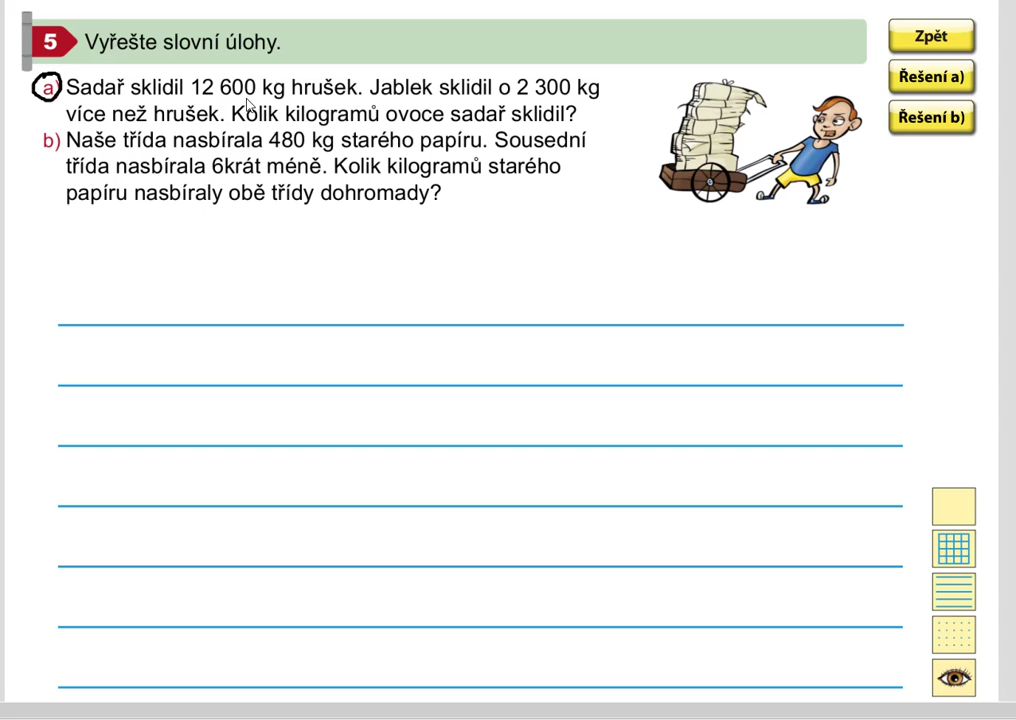 5 Vyřešte slovní úlohy.
Zpět
Řešení a)
Řešení b)
a) Sadař sklidil 12 600 kg hrušek. Jablek sklidil o 2 300 kg
více než hrušek. Kolik kilogramů ovoce sadař sklidil?
b) Naše třída nasbírala 480 kg starého papíru. Sousední
třída nasbírala 6krát méně. Kolik kilogramů starého
papíru nasbíraly obě třídy dohromady?